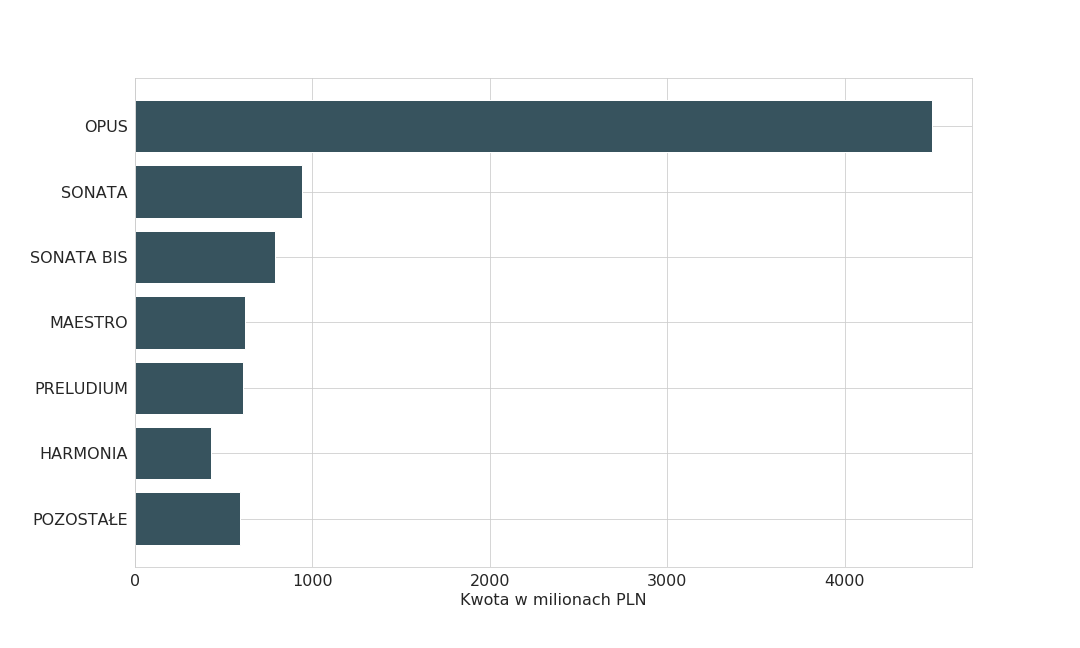 OPUS
SONATA
SONATA BIS
MAESTRO
PRELUDIUM
HARMONIA
POZOSTAŁE
0 1000 2000 3000 4000
Kwota w milionach PLN